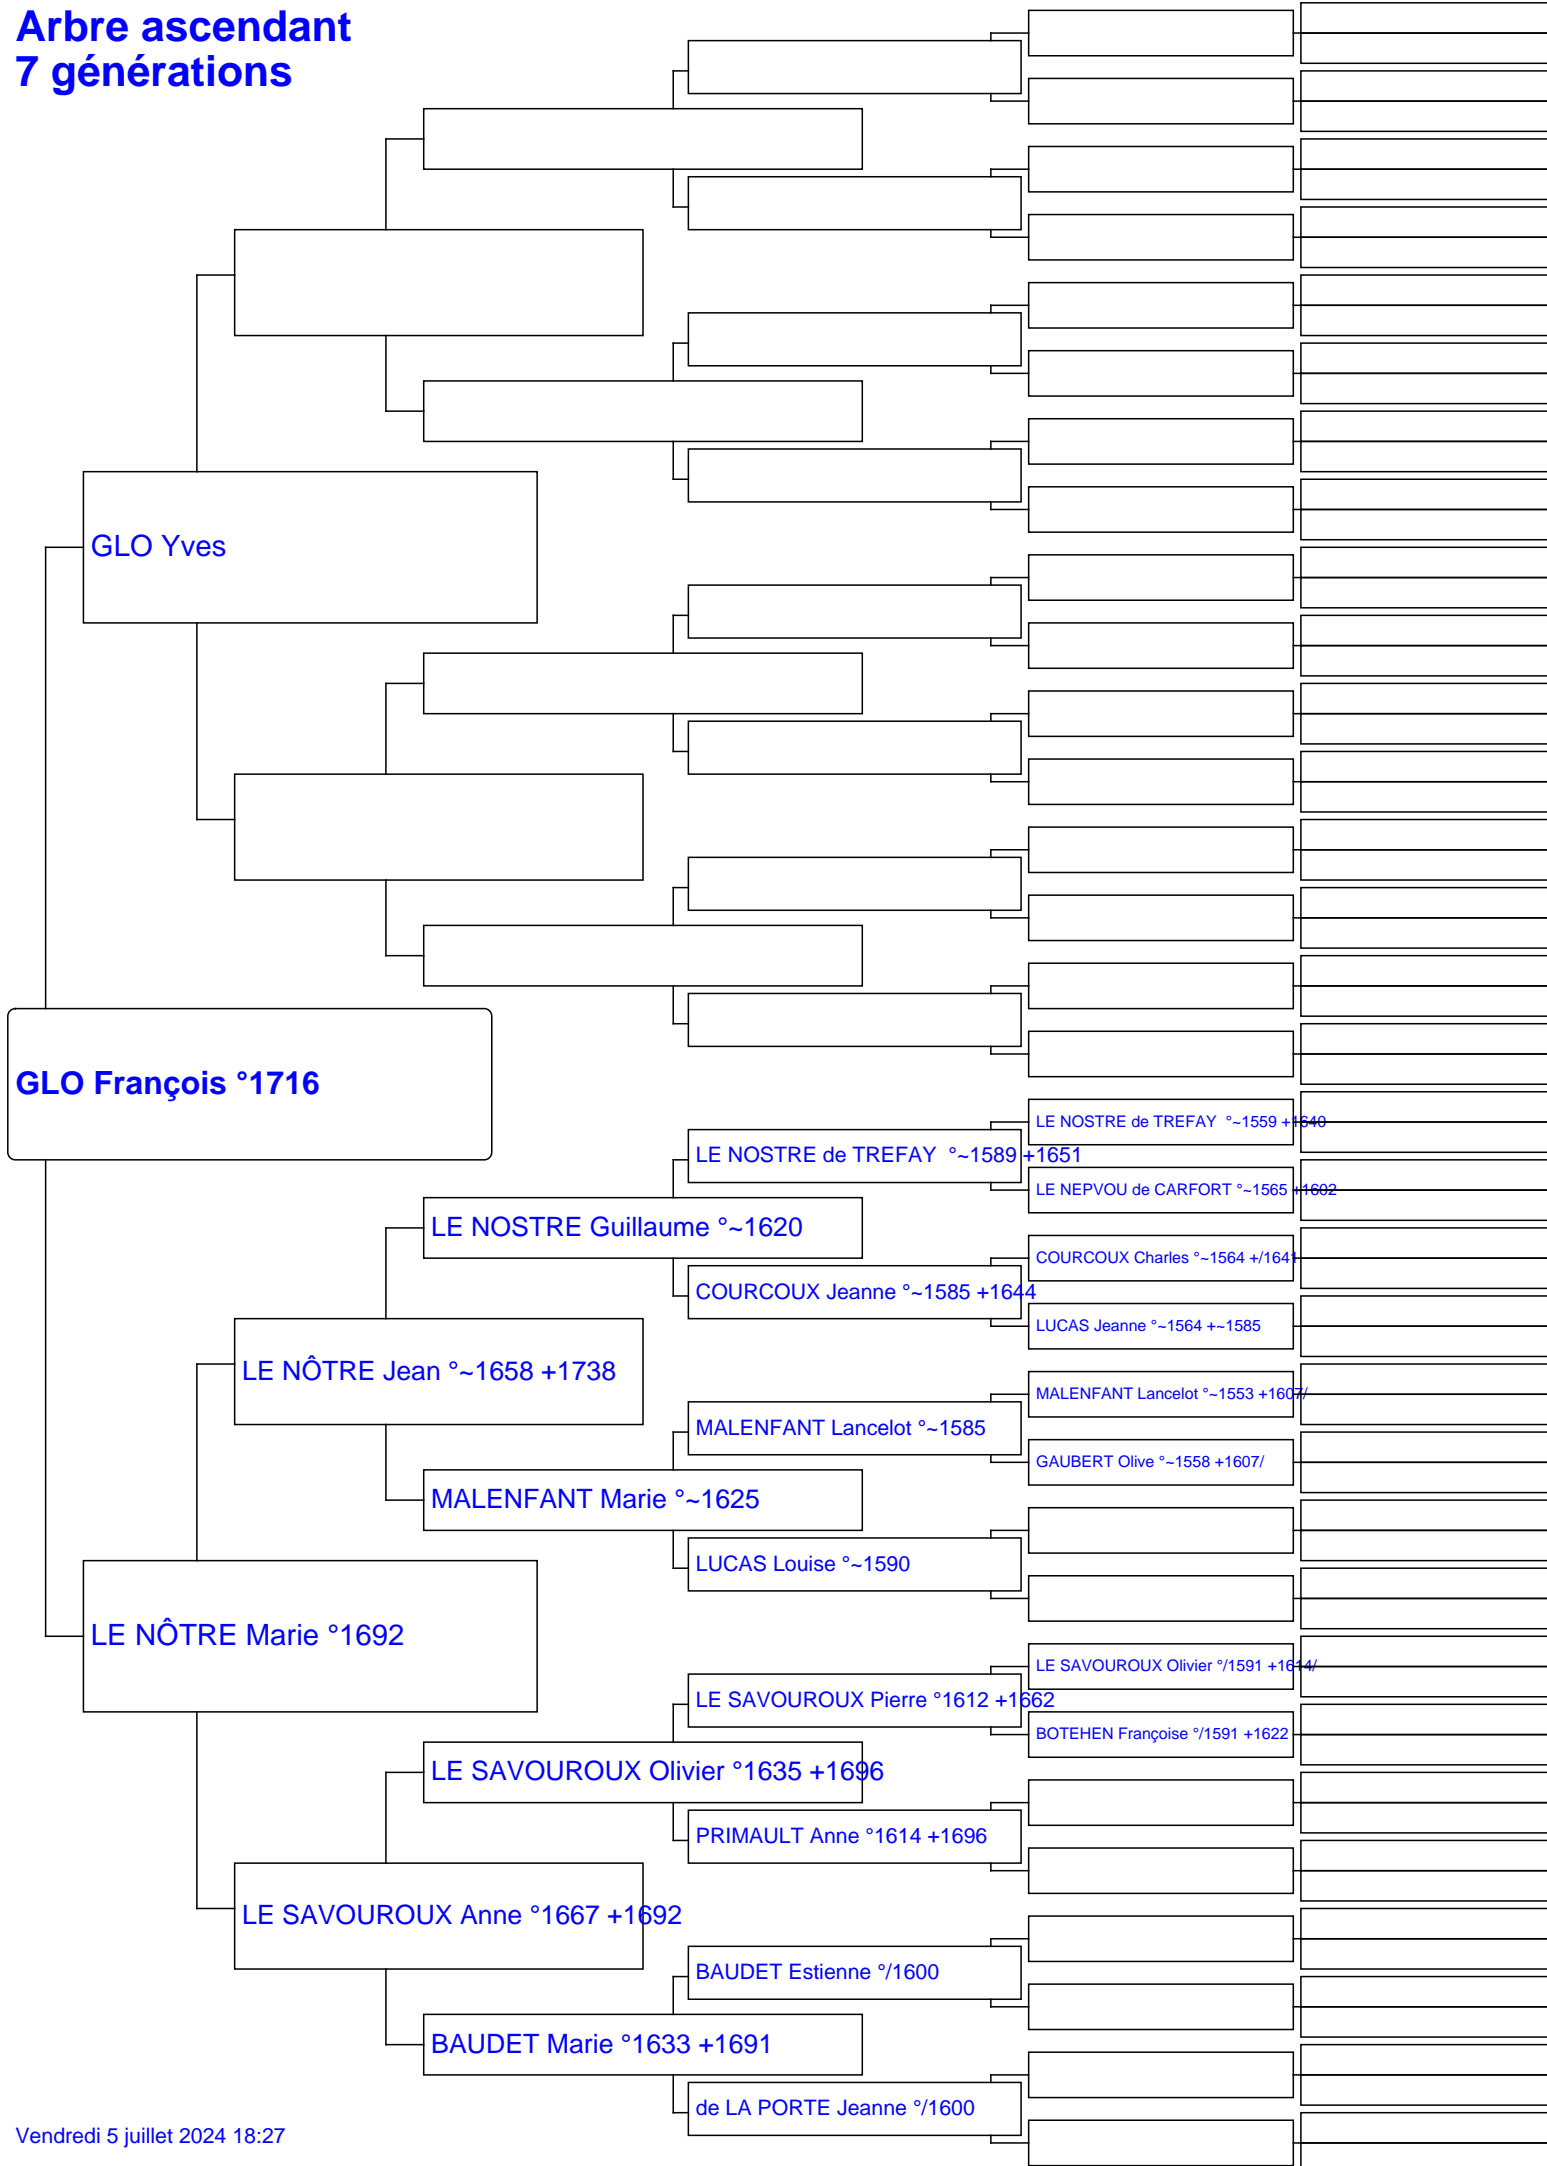 Arbre ascendant
7 générations
GLO Yves
GLO François °1716
LE NOSTRE de TREFAY  °~1559 +1640
LE NOSTRE de TREFAY  °~1589 +1651
LE NEPVOU de CARFORT °~1565 +1602
LE NOSTRE Guillaume °~1620
COURCOUX Charles °~1564 +/1641
COURCOUX Jeanne °~1585 +1644
LUCAS Jeanne °~1564 +~1585
LE NÔTRE Jean °~1658 +1738
MALENFANT Lancelot °~1553 +1607/
MALENFANT Lancelot °~1585
GAUBERT Olive °~1558 +1607/
MALENFANT Marie °~1625
LUCAS Louise °~1590
LE NÔTRE Marie °1692
LE SAVOUROUX Olivier °/1591 +1614/
LE SAVOUROUX Pierre °1612 +1662
BOTEHEN Françoise °/1591 +1622
LE SAVOUROUX Olivier °1635 +1696
PRIMAULT Anne °1614 +1696
LE SAVOUROUX Anne °1667 +1692
BAUDET Estienne °/1600
BAUDET Marie °1633 +1691
de LA PORTE Jeanne °/1600
Vendredi 5 juillet 2024 18:27